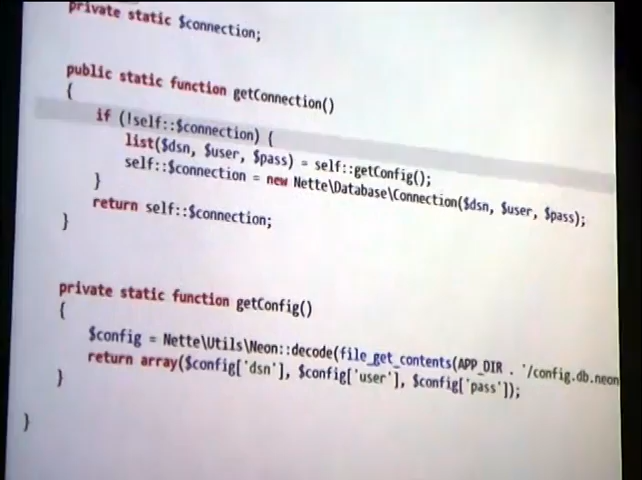 private static $connection;
public static function getConnection()
{
if (!self::$connection) {
list($dsn, $user, $pass) = self::getConfig();
self::$connection = new Nette\Database\Connection($dsn, $user, $pass);
}
return self::$connection;
}
private static function getConfig()
{
$config = Nette\Utils\Neon::decode(file_get_contents(APP_DIR . '/config.db.neon
return array($config['dsn'], $config['user'], $config['pass']);
}
}